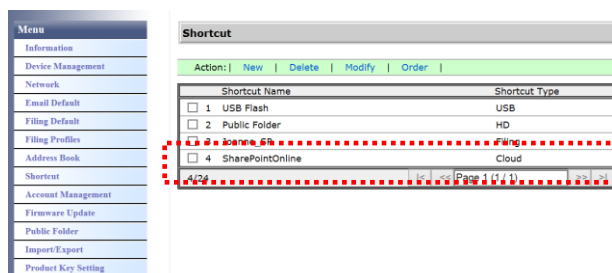 Menu
Information
Device Management
Network
Email Default
Filing Default
Filing Profiles
Address Book
Shortcut
Account Management
Firmware Update
Public Folder
Import/Export
Product Key Setting
Shortcut
Action: | New | Delete | Modify | Order |
Shortcut Name Shortcut Type
1 USB Flash USB
2 Public Folder HD
3 Joanne_SP Filing
4 SharePointOnline Cloud
4/24 |< << Page 1 (1 / 1) >> >|